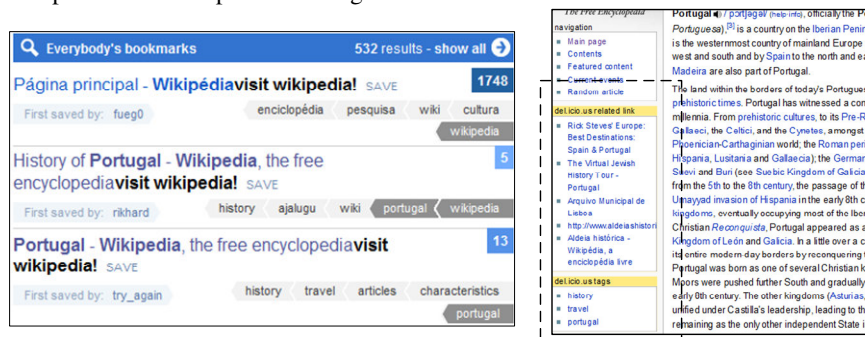 Everybody's bookmarks 532 results - show all
Página principal - Wikipédiavisit wikipedia! SAVE 1748
First saved by: fueg0 enciclopédia pesquisa wiki cultura
wikipedia
History of Portugal - Wikipedia, the free 5
encyclopediavisit wikipedia! SAVE
First saved by: rikhard history ajalugu wiki portugal wikipedia
Portugal - Wikipedia, the free encyclopediavisit 13
wikipedia! SAVE
First saved by: try_again history travel articles characteristics
portugal
The Free Encyclopedia
navigation
Main page
Contents
Featured content
Current events
Random article
del.icio.us related link
Rick Steves' Europe:
Best Destinations:
Spain & Portugal
The Virtual Jewish
History Tour -
Portugal
Arquivo Municipal de
Lisboa
http://www.aldeiashistori
Aldeia histórica -
Wikipédia, a
enciclopédia livre
del.icio.us tags
history
travel
portugal
Portugal (help·info), officially the P
Portuguesa),[3] is a country on the Iberian Penin
is the westernmost country of mainland Europe
west and south and by Spain to the north and ea
Madeira are also part of Portugal.
The land within the borders of today's Portugues
prehistoric times. Portugal has witnessed a con
millennia. From prehistoric cultures, to its Pre-R
Gallaeci, the Celtici, and the Cynetes, amongst
Phoenician-Carthaginian world; the Roman peri
Hispania, Lusitania and Gallaecia); the German
Suevi and Buri (see Suebic Kingdom of Galicia
from the 5th to the 8th century, the passage of th
Umayyad invasion of Hispania in the early 8th c
kingdoms, eventually occupying most of the Ibe
Christian Reconquista, Portugal appeared as a
Kingdom of León and Galicia. In a little over a c
its entire modern-day borders by reconquering
Portugal was born as one of several Christian k
Moors were pushed further South and gradually
early 8th century. The other kingdoms (Asturias,
unified under Castilla's leadership, leading to th
remaining as the only other independent State i